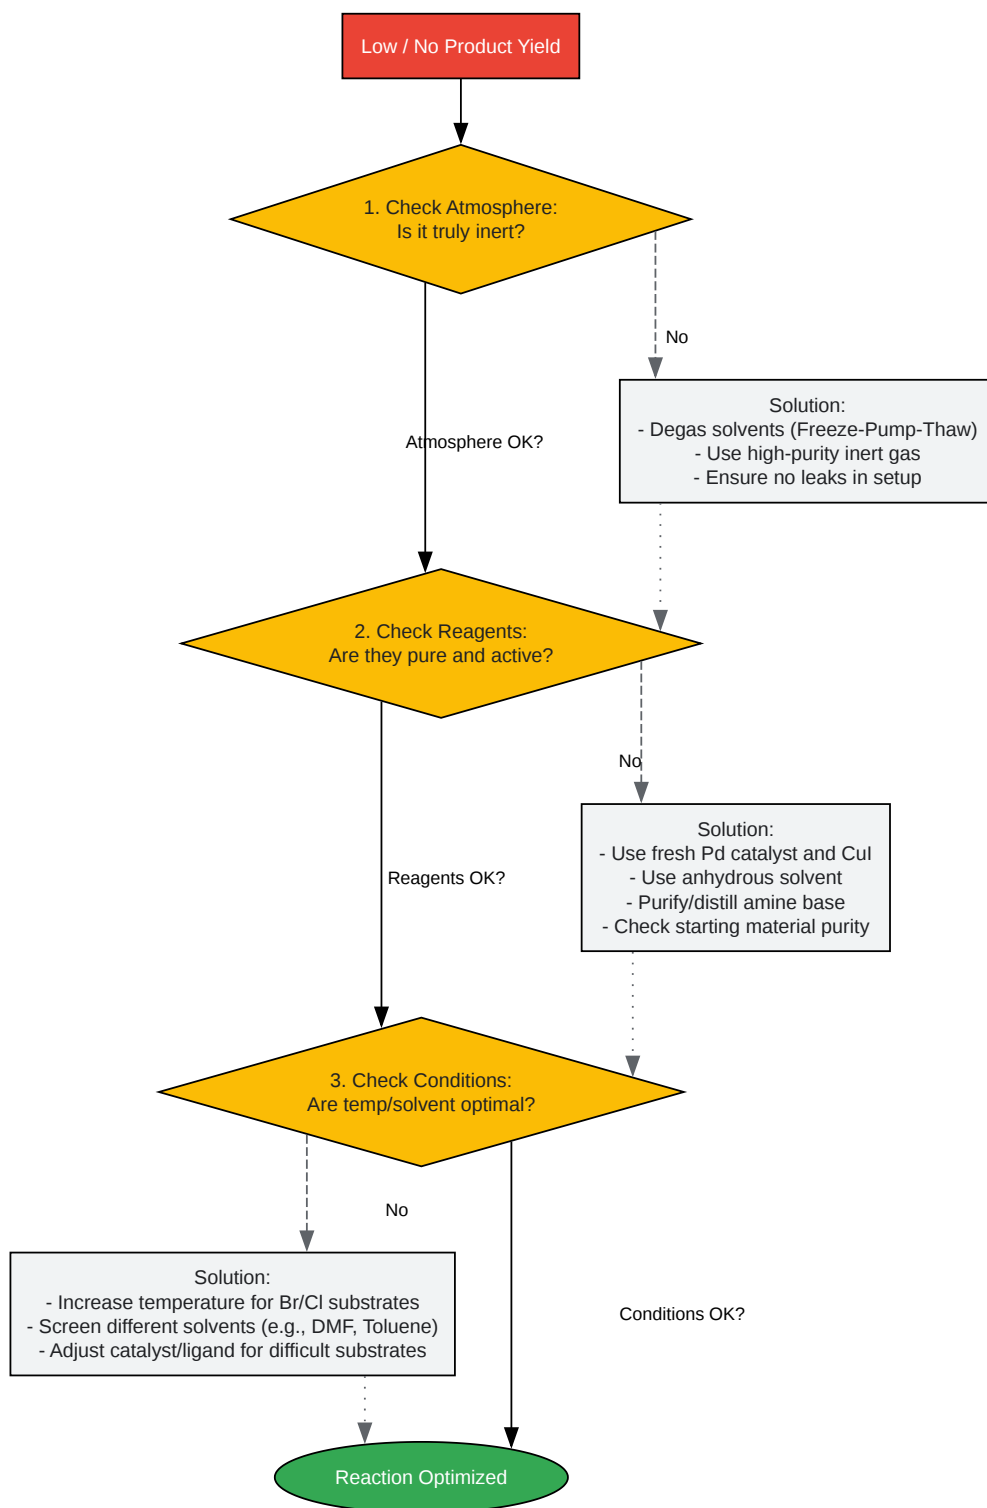 Low / No Product Yield
1. Check Atmosphere:
Is it truly inert?
No
Solution:
- Degas solvents (Freeze-Pump-Thaw)
- Use high-purity inert gas
- Ensure no leaks in setup
Atmosphere OK?
2. Check Reagents:
Are they pure and active?
No
Solution:
- Use fresh Pd catalyst and CuI
- Use anhydrous solvent
- Purify/distill amine base
- Check starting material purity
Reagents OK?
3. Check Conditions:
Are temp/solvent optimal?
No
Solution:
- Increase temperature for Br/Cl substrates
- Screen different solvents (e.g., DMF, Toluene)
- Adjust catalyst/ligand for difficult substrates
Conditions OK?
Reaction Optimized